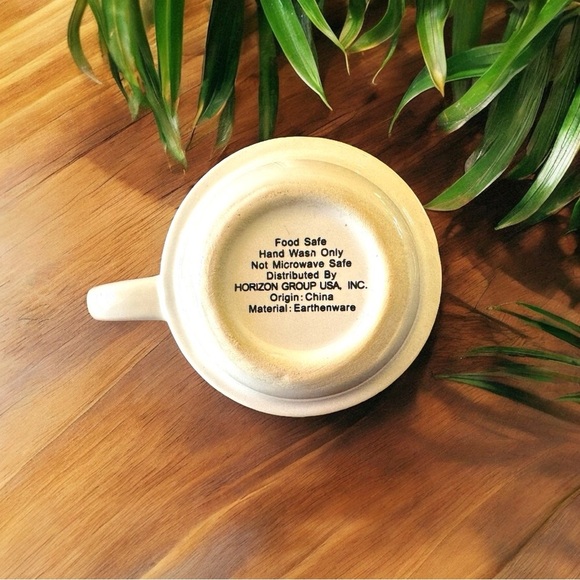 Food Safe
Hand Wash Only
Not Microwave Safe
Distributed By
HORIZON GROUP USA, INC.
Origin: China
Material: Earthenware